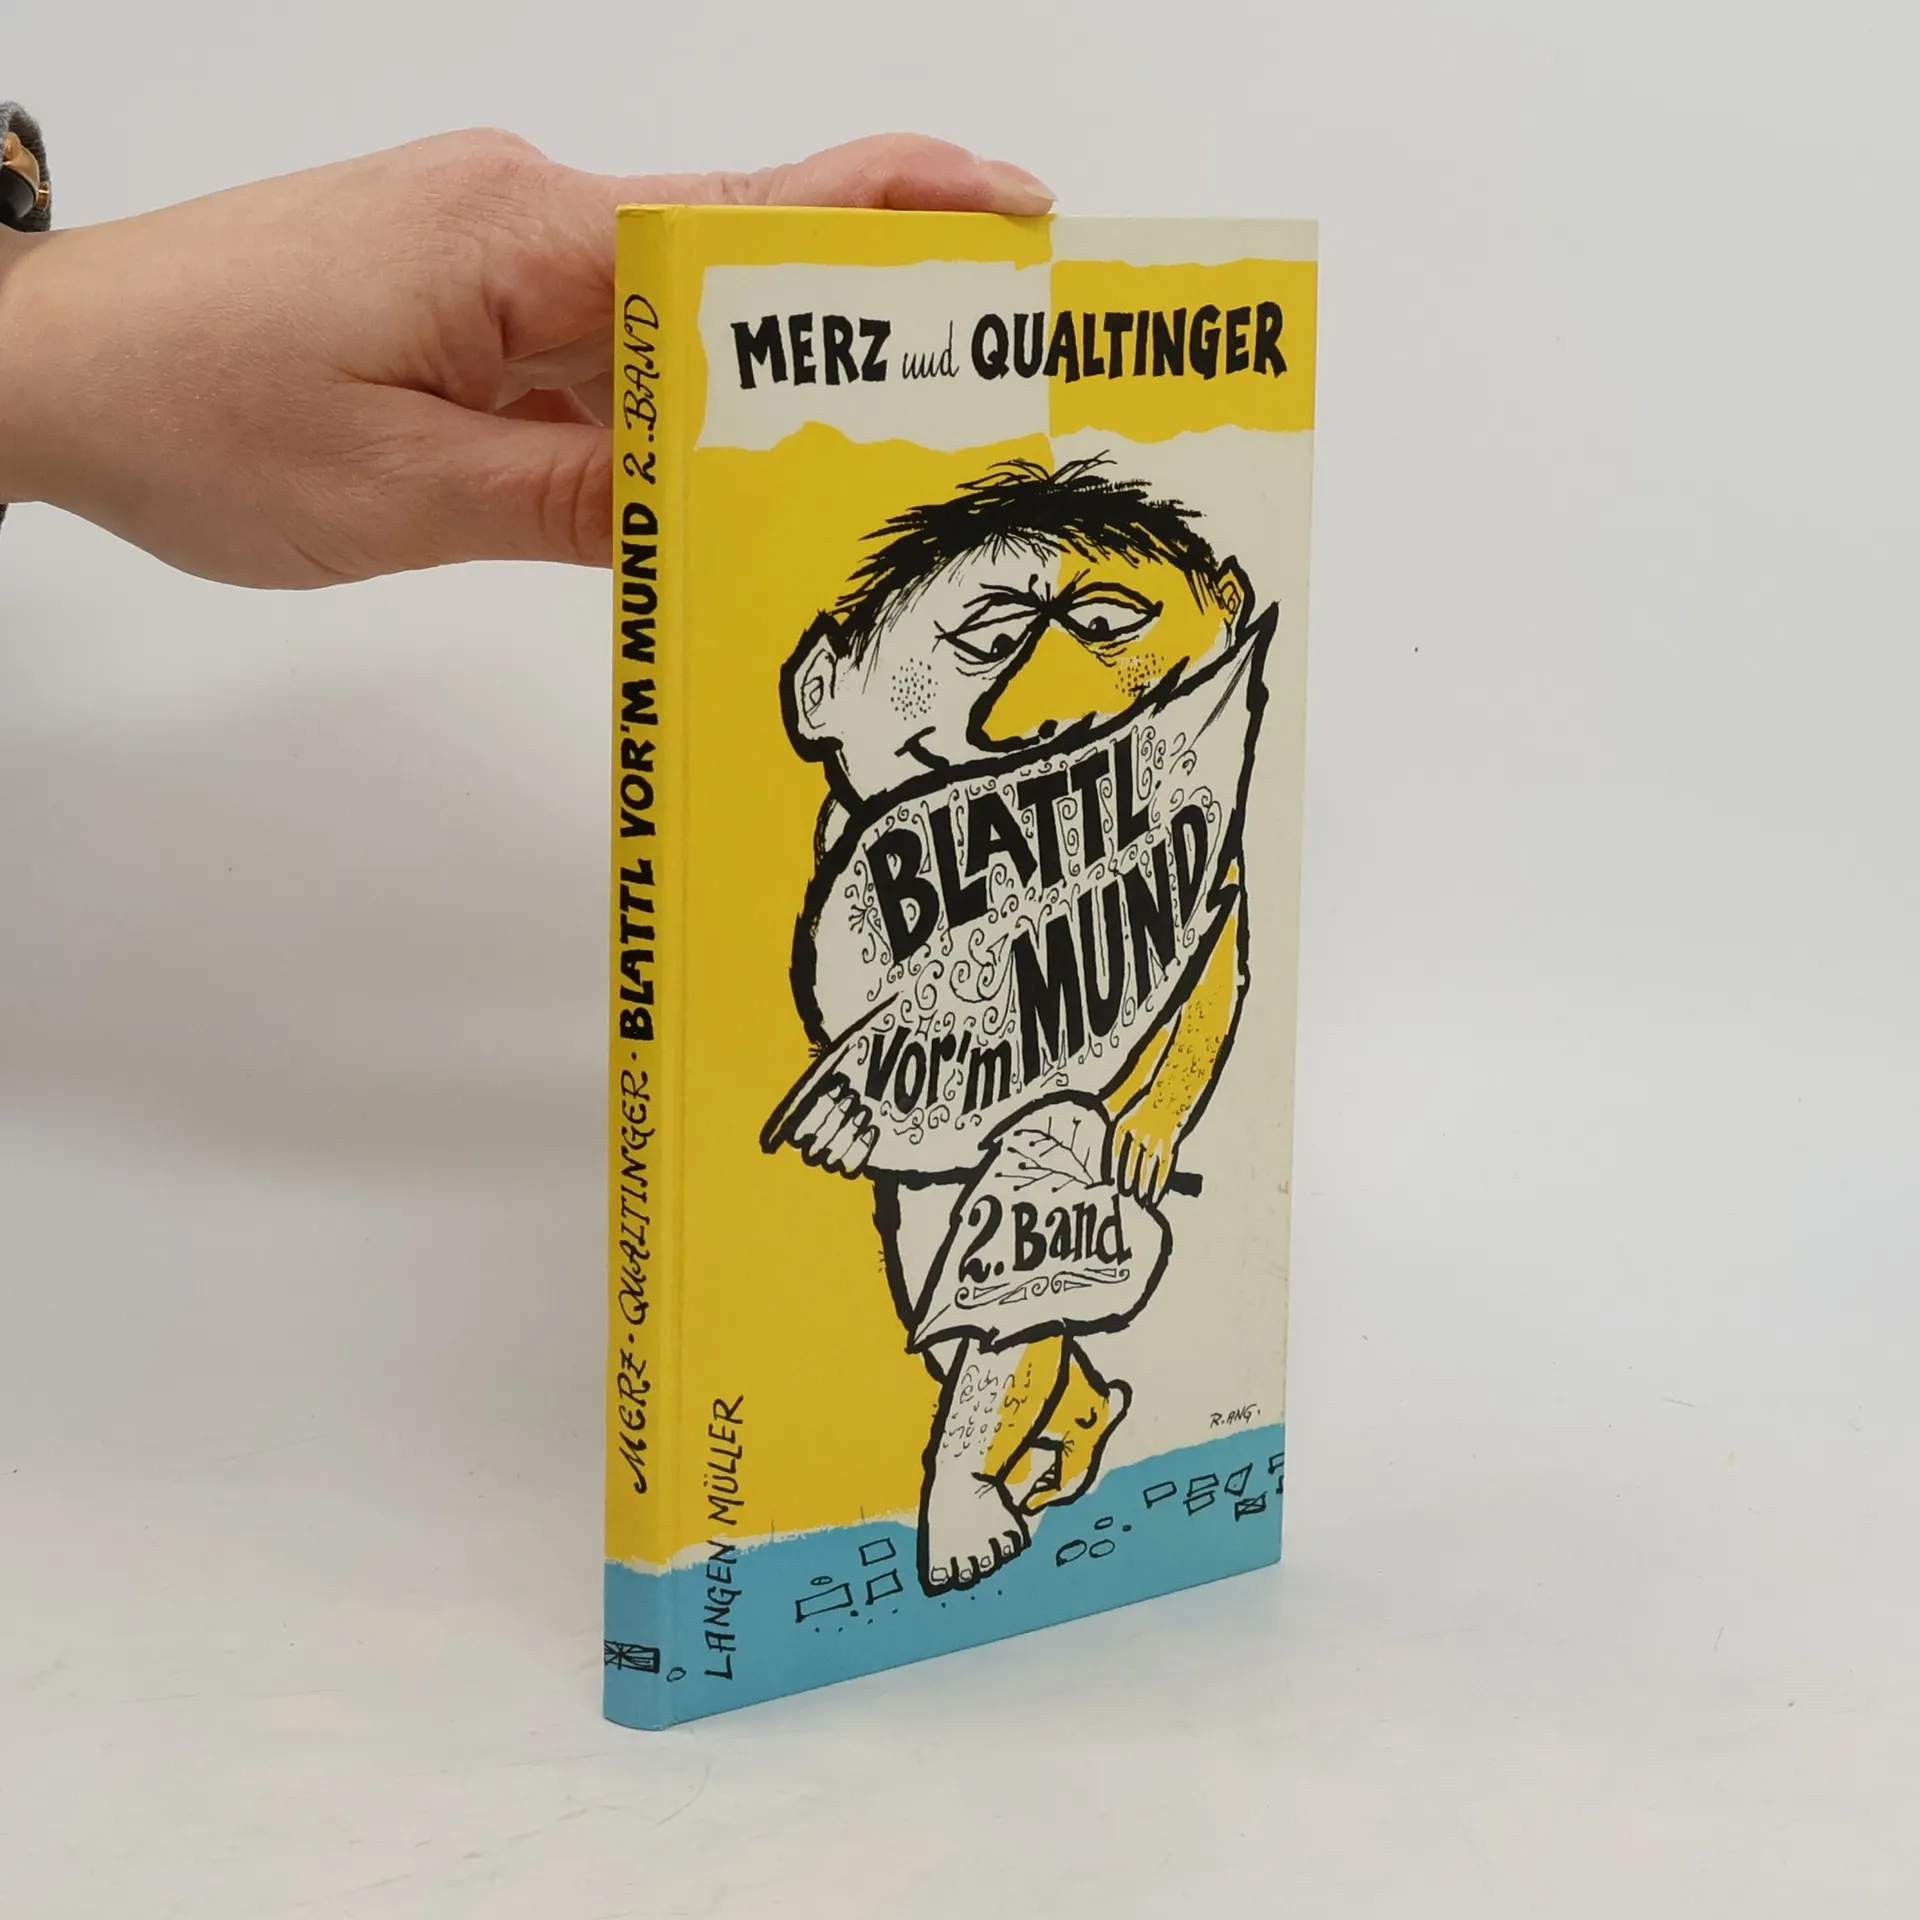 MERZ und QUALTINGER
BLATTL
vor'm MUND
2. Band
R. ANG.
LANGEN MÜLLER
MERZ · QUALTINGER · BLATTL VOR'M MUND 2. BAND